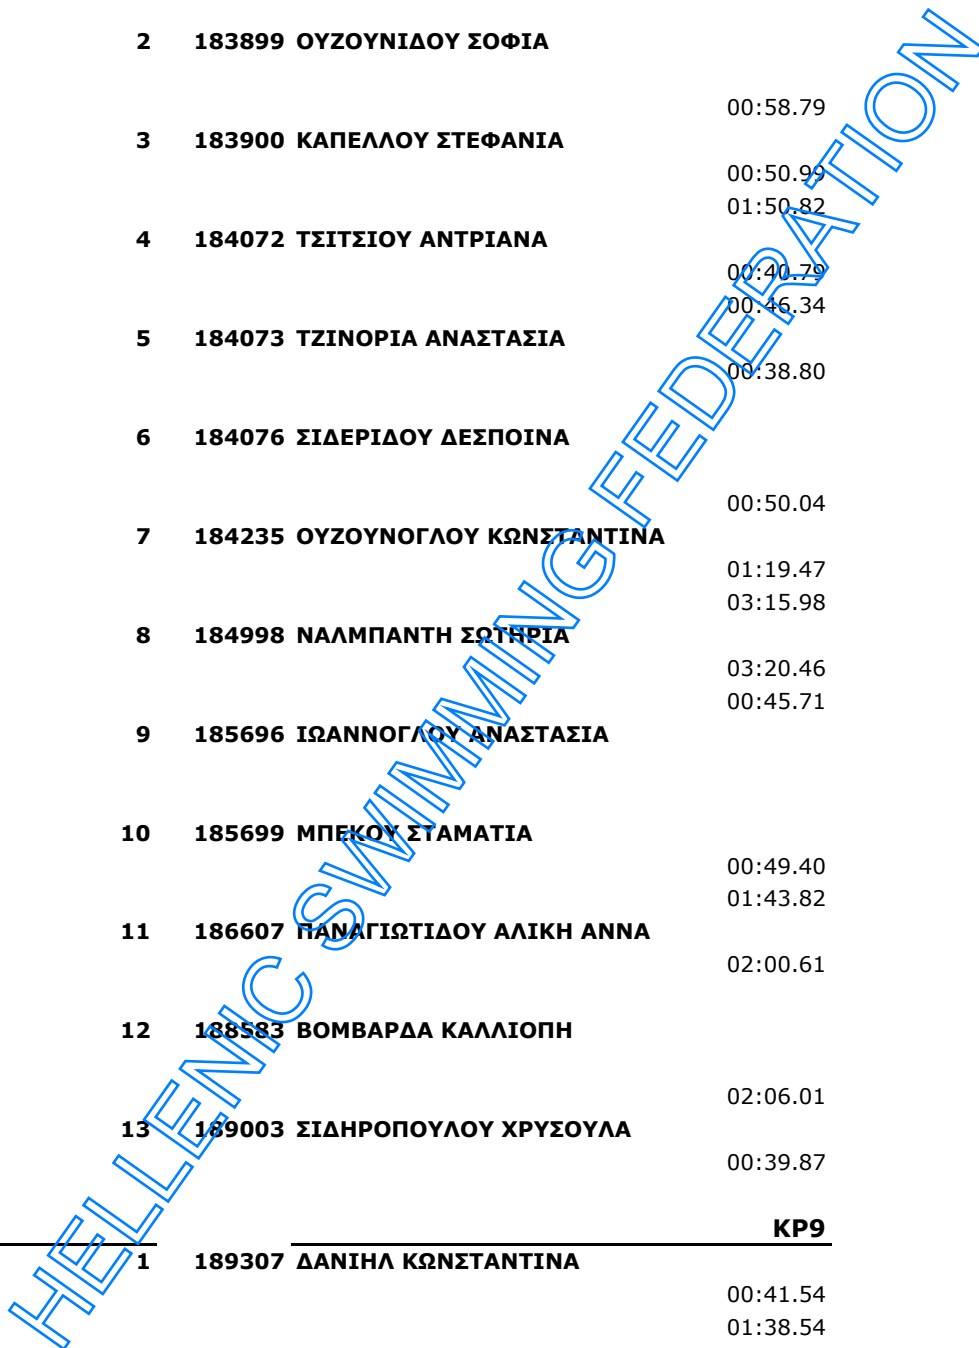 2 183899 ΟΥΖΟΥΝΙΔΟΥ ΣΟΦΙΑ
00:58.79
3 183900 ΚΑΠΕΛΛΟΥ ΣΤΕΦΑΝΙΑ
00:50.99
01:50.82
4 184072 ΤΣΙΤΣΙΟΥ ΑΝΤΡΙΑΝΑ
00:40.79
00:46.34
5 184073 ΤΖΙΝΟΡΙΑ ΑΝΑΣΤΑΣΙΑ
00:38.80
6 184076 ΣΙΔΕΡΙΔΟΥ ΔΕΣΠΟΙΝΑ
00:50.04
7 184235 ΟΥΖΟΥΝΟΓΛΟΥ ΚΩΝΣΤΑΝΤΙΝΑ
01:19.47
03:15.98
8 184998 ΝΑΛΜΠΑΝΤΗ ΣΩΤΗΡΙΑ
03:20.46
00:45.71
9 185696 ΙΩΑΝΝΟΓΛΟΥ ΑΝΑΣΤΑΣΙΑ
10 185699 ΜΠΕΚΟΥ ΣΤΑΜΑΤΙΑ
00:49.40
01:43.82
11 186607 ΠΑΝΑΓΙΩΤΙΔΟΥ ΑΛΙΚΗ ΑΝΝΑ
02:00.61
12 188583 ΒΟΜΒΑΡΔΑ ΚΑΛΛΙΟΠΗ
02:06.01
13 189003 ΣΙΔΗΡΟΠΟΥΛΟΥ ΧΡΥΣΟΥΛΑ
00:39.87
ΚΡ9
1 189307 ΔΑΝΙΗΛ ΚΩΝΣΤΑΝΤΙΝΑ
00:41.54
01:38.54
HELLENIC SWIMMING FEDERATION